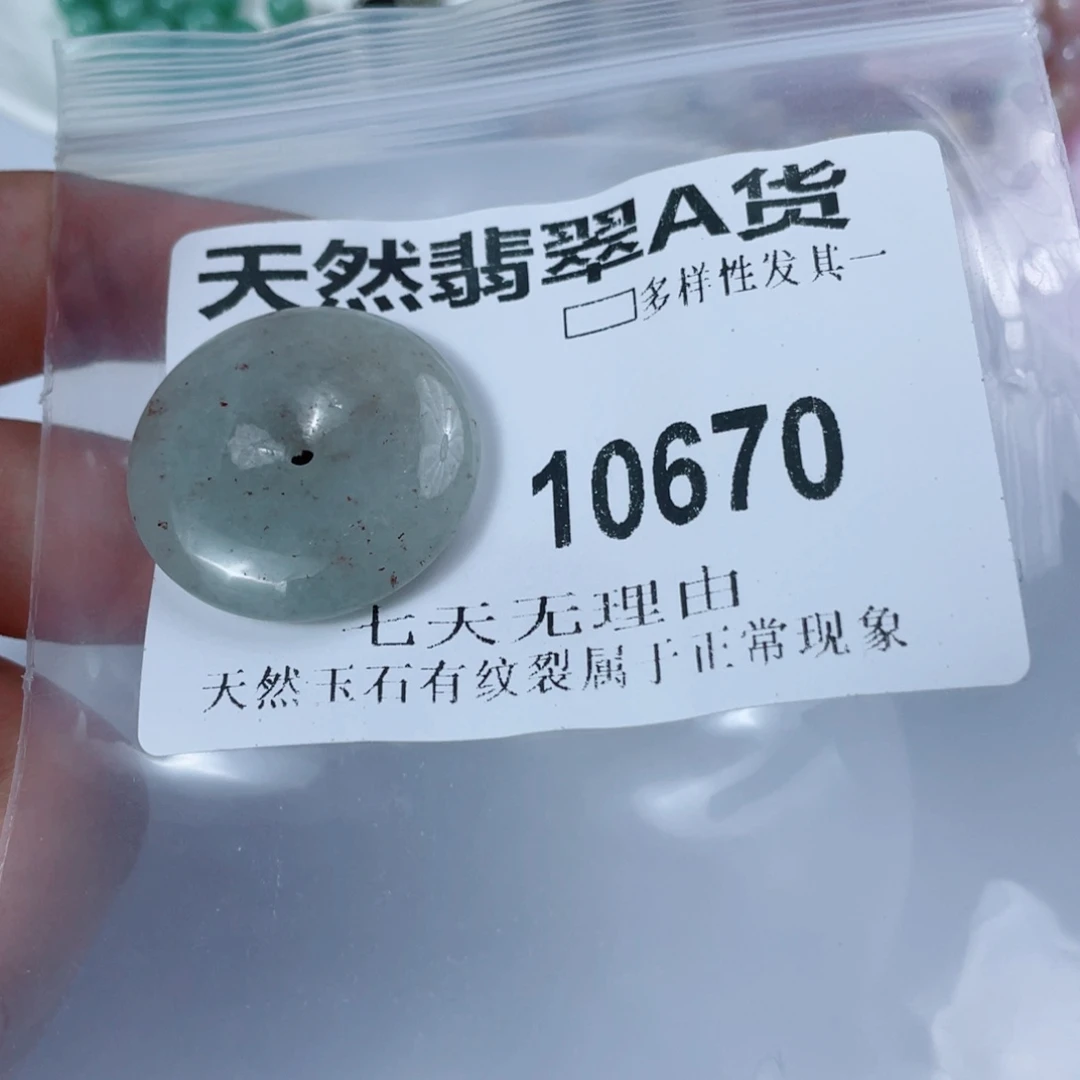 天然翡翠A货
多样性发其一
10670
七天无理由
天然玉石有纹裂属于正常现象